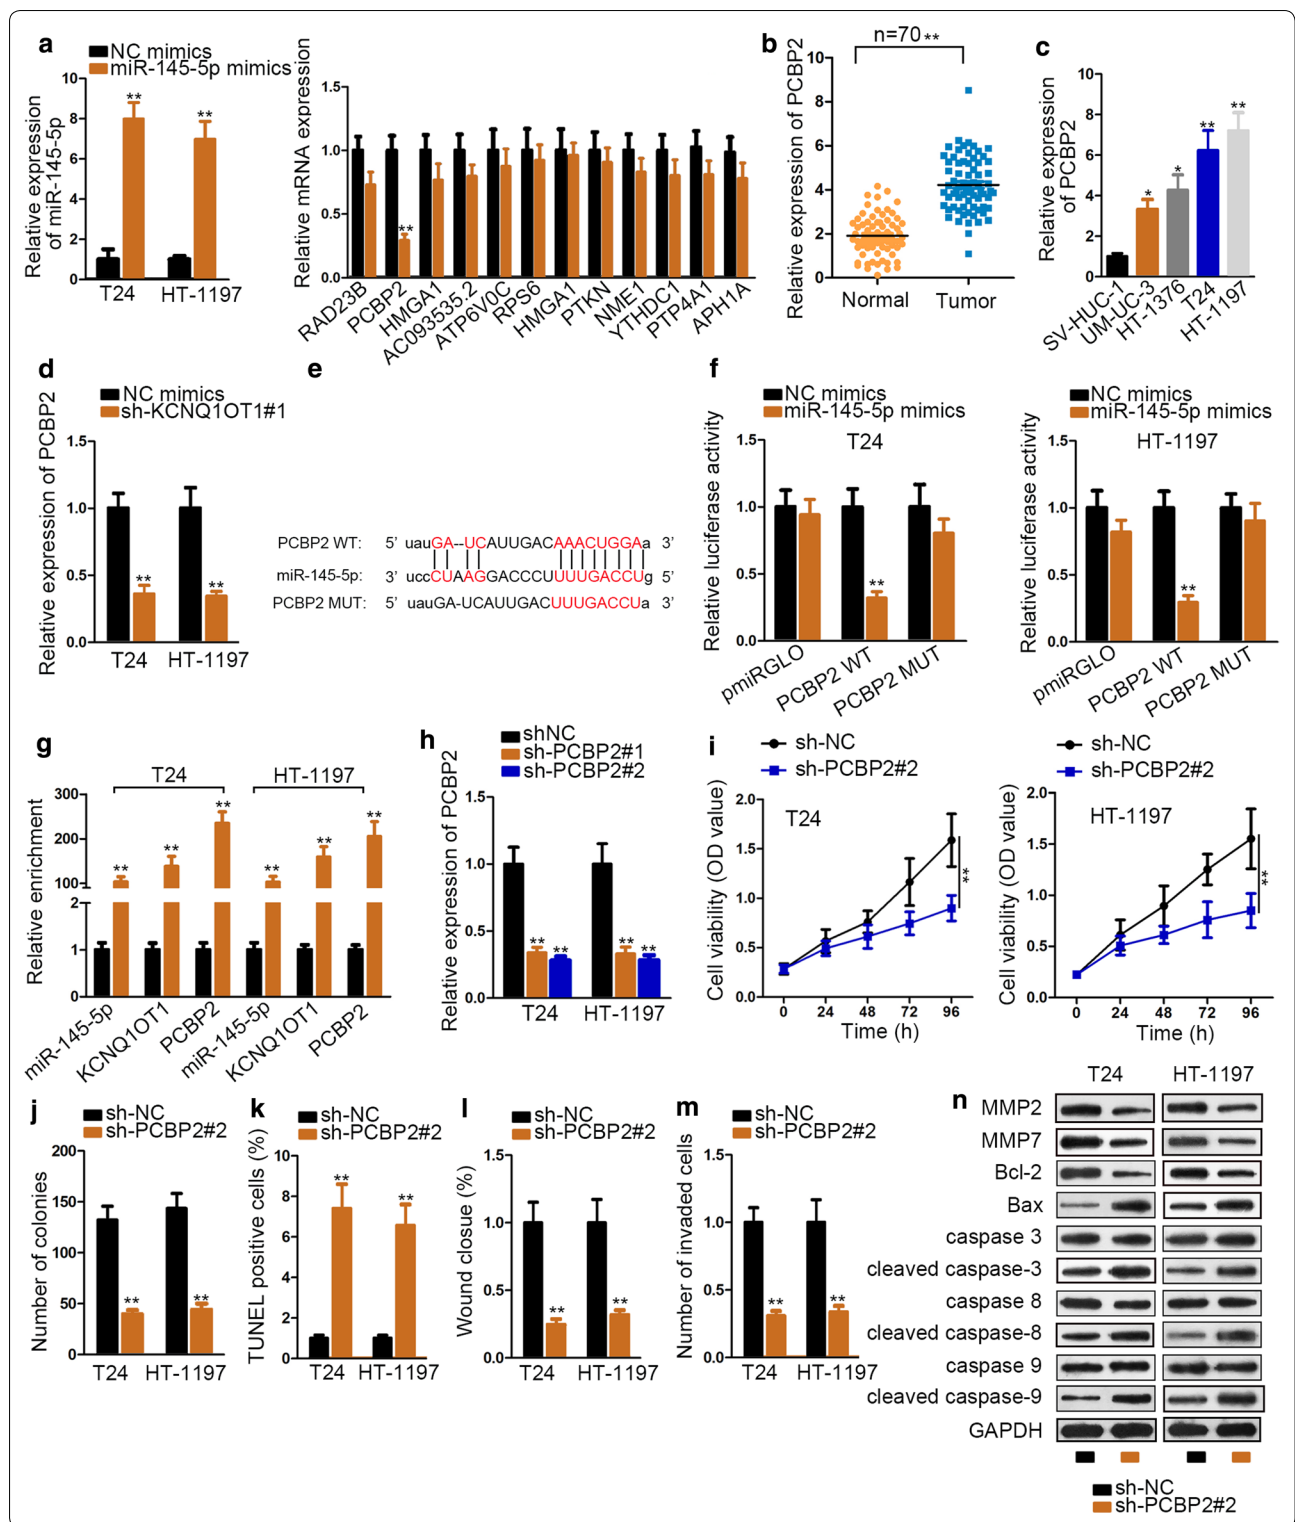 a
NC mimics
miR-145-5p mimics
Relative expression
of miR-145-5p
10
8
6
4
2
0
** **
T24 HT-1197
Relative mRNA expression
1.5
1.0
0.5
0.0
**
RAD23B PCBP2 HMGA1 AC093535.2 ATP6V0C RPS6 HMGA1 PTKN NME1 YTHDC1 PTP4A1 APH1A
b
n=70 **
Relative expression of PCBP2
10
8
6
4
2
0
Normal Tumor
c
Relative expression
of PCBP2
10
8
6
4
2
0
* * ** **
SV-HUC-1 UM-UC-3 HT-1376 T24 HT-1197
d
NC mimics
sh-KCNQ1OT1#1
Relative expression of PCBP2
1.5
1.0
0.5
0.0
** **
T24 HT-1197
e
PCBP2 WT: 5’ uauGA--UCAUUGACAAACUGGAa 3’
miR-145-5p: 3’ uccCUAAGGACCCUUUUGACCUg 5’
PCBP2 MUT: 5’ uauGA-UCAUUGACUUUGACCUa 3’
f
NC mimics
miR-145-5p mimics
T24
Relative luciferase activity
1.5
1.0
0.5
0.0
**
pmiRGLO PCBP2 WT PCBP2 MUT
NC mimics
miR-145-5p mimics
HT-1197
Relative luciferase activity
1.5
1.0
0.5
0.0
**
pmiRGLO PCBP2 WT PCBP2 MUT
g
T24 HT-1197
Relative enrichment
300
200
100
2
1
0
** ** ** ** ** **
miR-145-5p KCNQ1OT1 PCBP2 miR-145-5p KCNQ1OT1 PCBP2
h
shNC
sh-PCBP2#1
sh-PCBP2#2
Relative expression of PCBP2
1.5
1.0
0.5
0.0
** ** ** **
T24 HT-1197
i
sh-NC
sh-PCBP2#2
T24
Cell viability (OD value)
2.0
1.5
1.0
0.5
0.0
**
0 24 48 72 96
Time (h)
sh-NC
sh-PCBP2#2
HT-1197
Cell viability (OD value)
2.0
1.5
1.0
0.5
0.0
**
0 24 48 72 96
Time (h)
j
sh-NC
sh-PCBP2#2
Number of colonies
200
150
100
50
0
** **
T24 HT-1197
k
sh-NC
sh-PCBP2#2
TUNEL positive cells (%)
10
8
6
4
2
0
** **
T24 HT-1197
l
sh-NC
sh-PCBP2#2
Wound closue (%)
1.5
1.0
0.5
0.0
** **
T24 HT-1197
m
sh-NC
sh-PCBP2#2
Number of invaded cells
1.5
1.0
0.5
0.0
** **
T24 HT-1197
n
T24 HT-1197
MMP2
MMP7
Bcl-2
Bax
caspase 3
cleaved caspase-3
caspase 8
cleaved caspase-8
caspase 9
cleaved caspase-9
GAPDH
sh-NC
sh-PCBP2#2